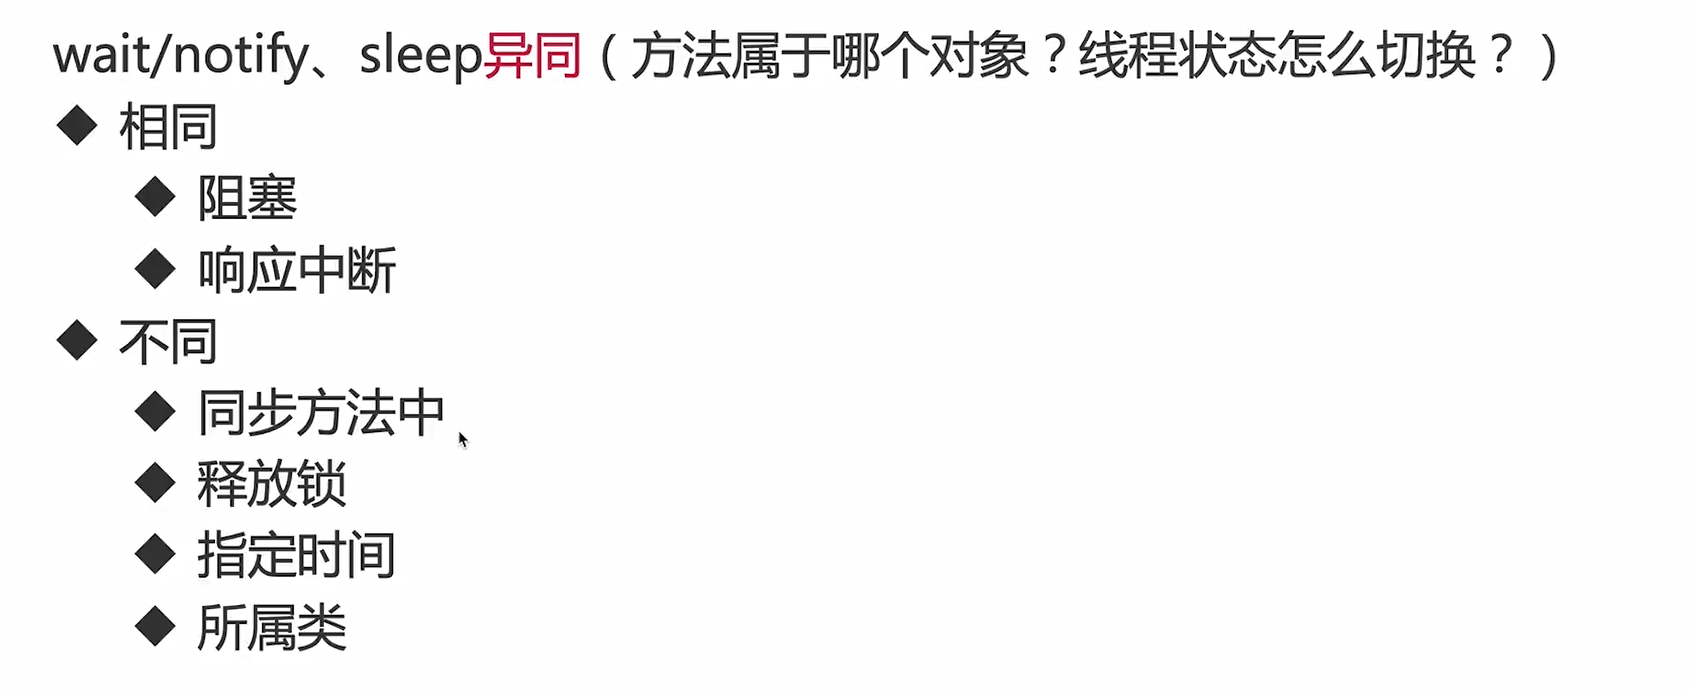 wait/notify、sleep异同（方法属于哪个对象？线程状态怎么切换？）
◆ 相同
◆ 阻塞
◆ 响应中断
◆ 不同
◆ 同步方法中
◆ 释放锁
◆ 指定时间
◆ 所属类